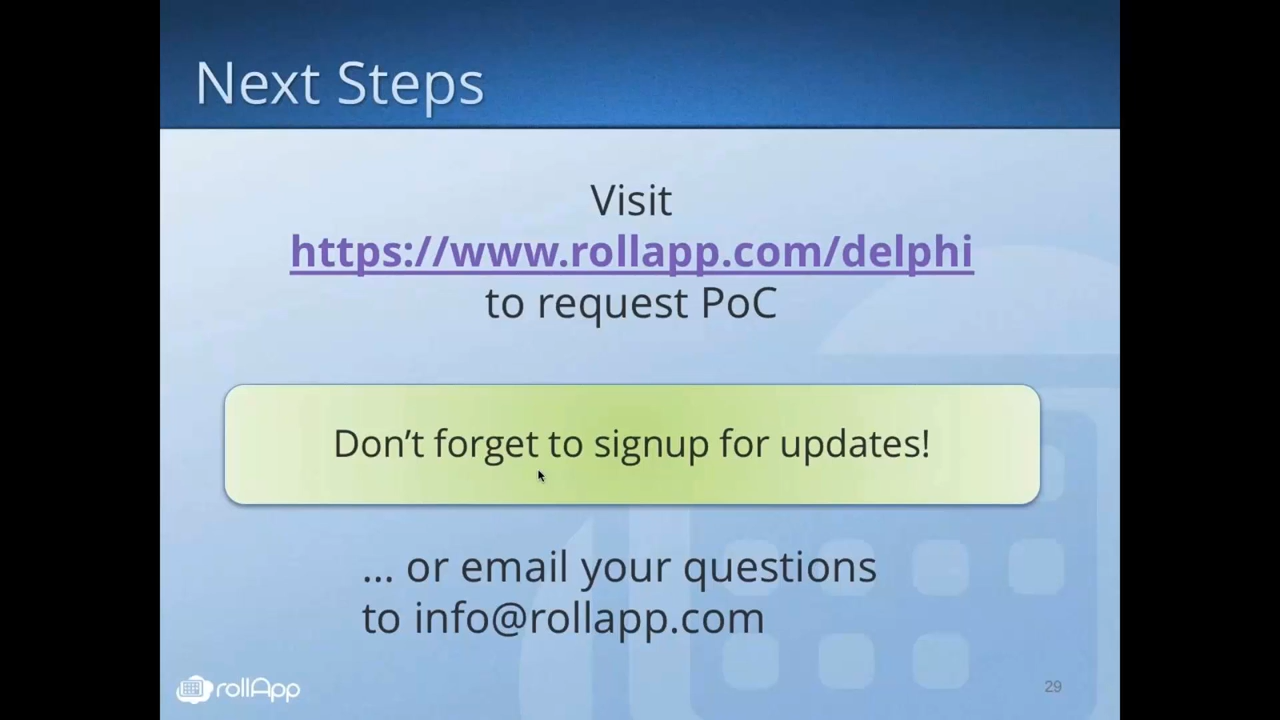 Next Steps
Visit
https://www.rollapp.com/delphi
to request PoC
Don't forget to signup for updates!
... or email your questions
to info@rollapp.com
rollApp
29